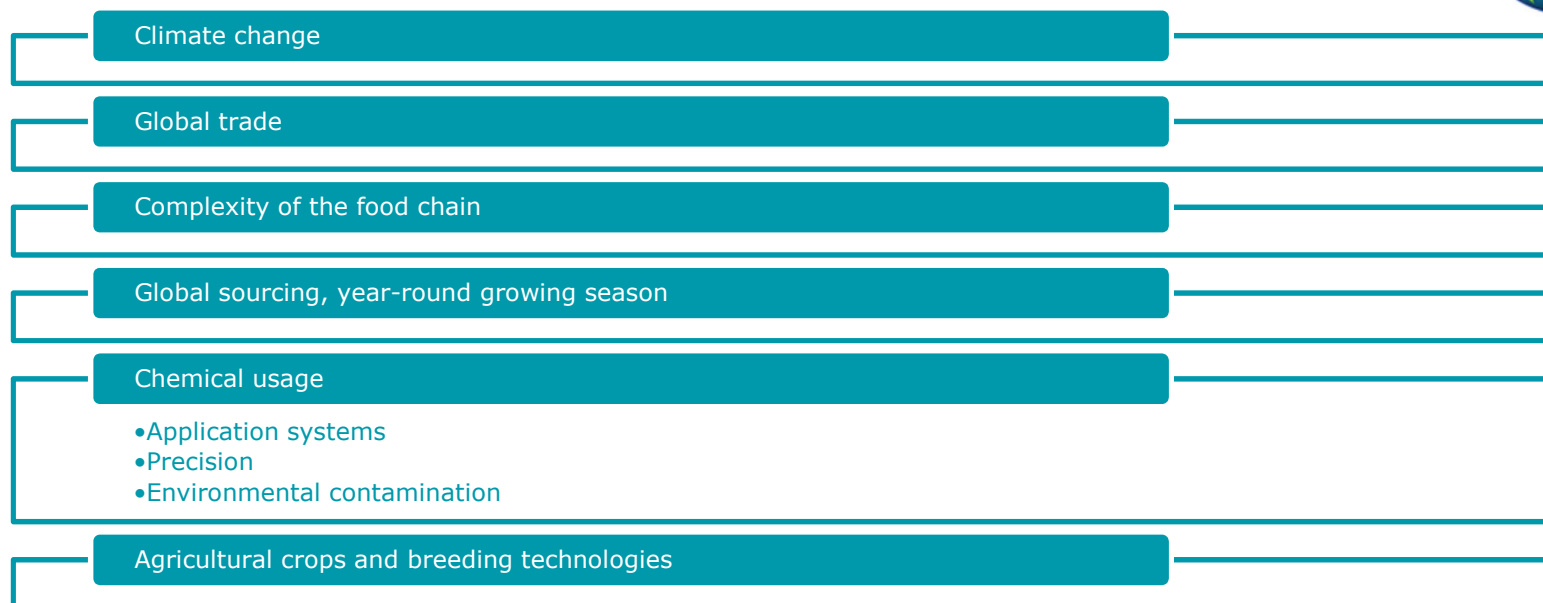 Climate change
Global trade
Complexity of the food chain
Global sourcing, year-round growing season
Chemical usage
•Application systems
•Precision
•Environmental contamination
Agricultural crops and breeding technologies